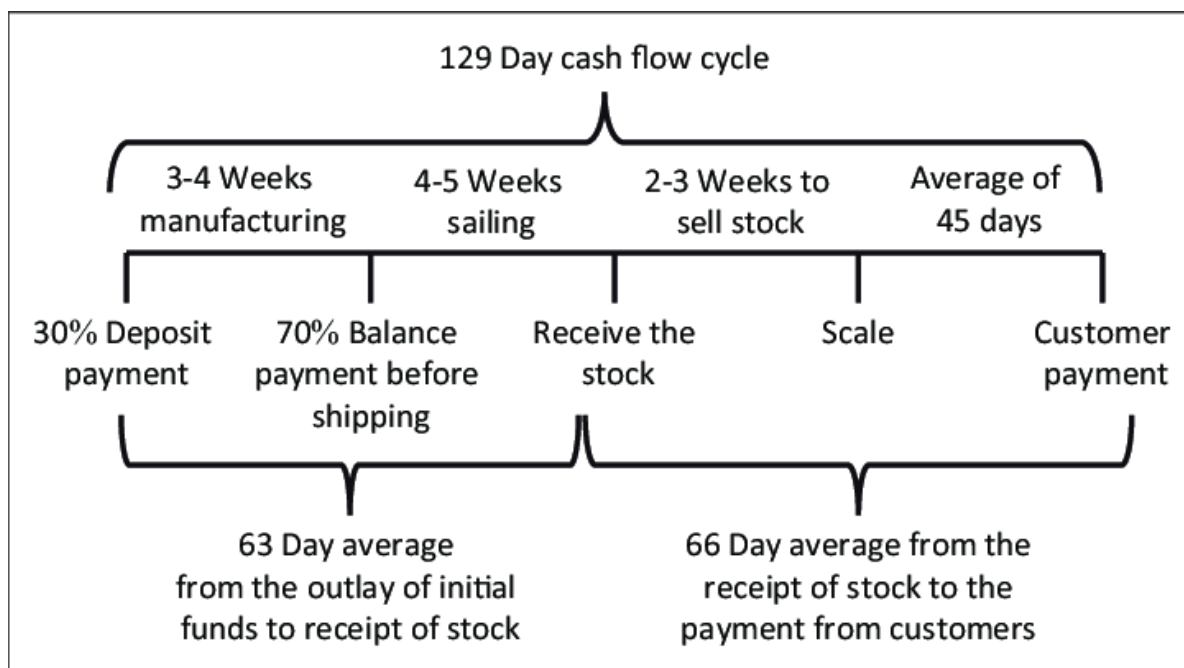 129 Day cash flow cycle
3-4 Weeks
manufacturing
4-5 Weeks
sailing
2-3 Weeks to
sell stock
Average of
45 days
30% Deposit
payment
70% Balance
payment before
shipping
Receive the
stock
Scale
Customer
payment
63 Day average
from the outlay of initial
funds to receipt of stock
66 Day average from the
receipt of stock to the
payment from customers